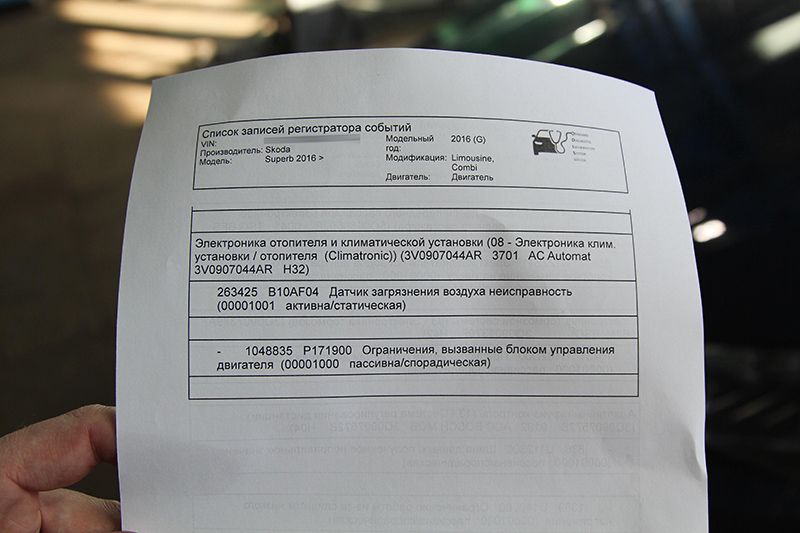 Список записей регистратора событий
VIN:
Производитель: Skoda
Модель: Superb 2016 >
Модельный год: 2016 (G)
Модификация: Limousine, Combi
Двигатель: Двигатель
Электроника отопителя и климатической установки (08 - Электроника клим.
установки / отопителя (Climatronic)) (3V0907044AR 3701 AC Automat
3V0907044AR H32)
263425 B10AF04 Датчик загрязнения воздуха неисправность
(00001001 активна/статическая)
- 1048835 P171900 Ограничения, вызванные блоком управления
двигателя (00001000 пассивна/спорадическая)